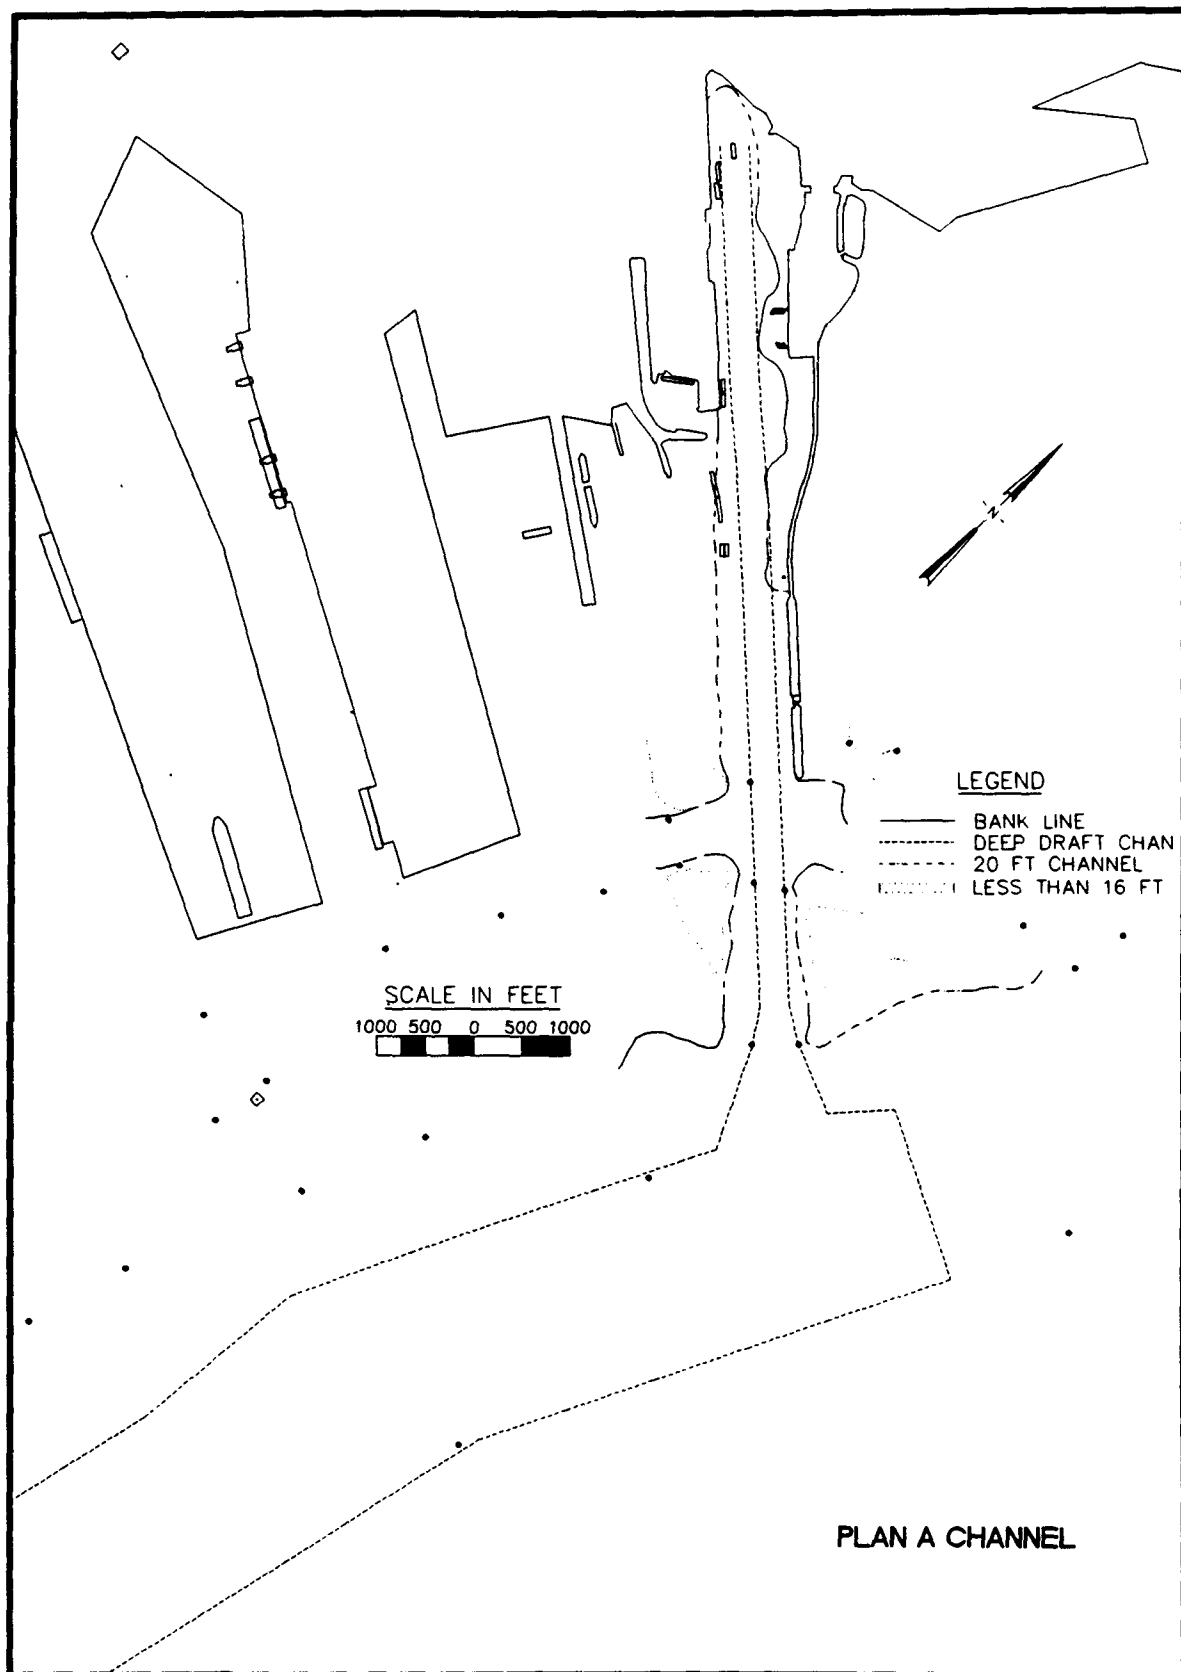 N
LEGEND
BANK LINE
DEEP DRAFT CHAN
20 FT CHANNEL
LESS THAN 16 FT
SCALE IN FEET
1000 500 0 500 1000
PLAN A CHANNEL